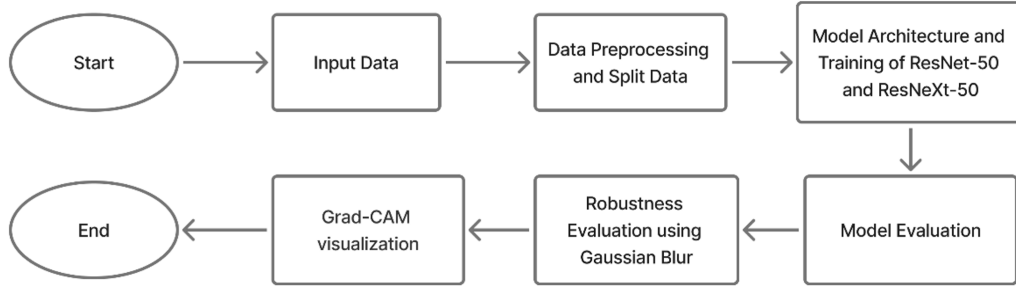 Start
Input Data
Data Preprocessing
and Split Data
Model Architecture and
Training of ResNet-50
and ResNeXt-50
Model Evaluation
Robustness
Evaluation using
Gaussian Blur
Grad-CAM
visualization
End